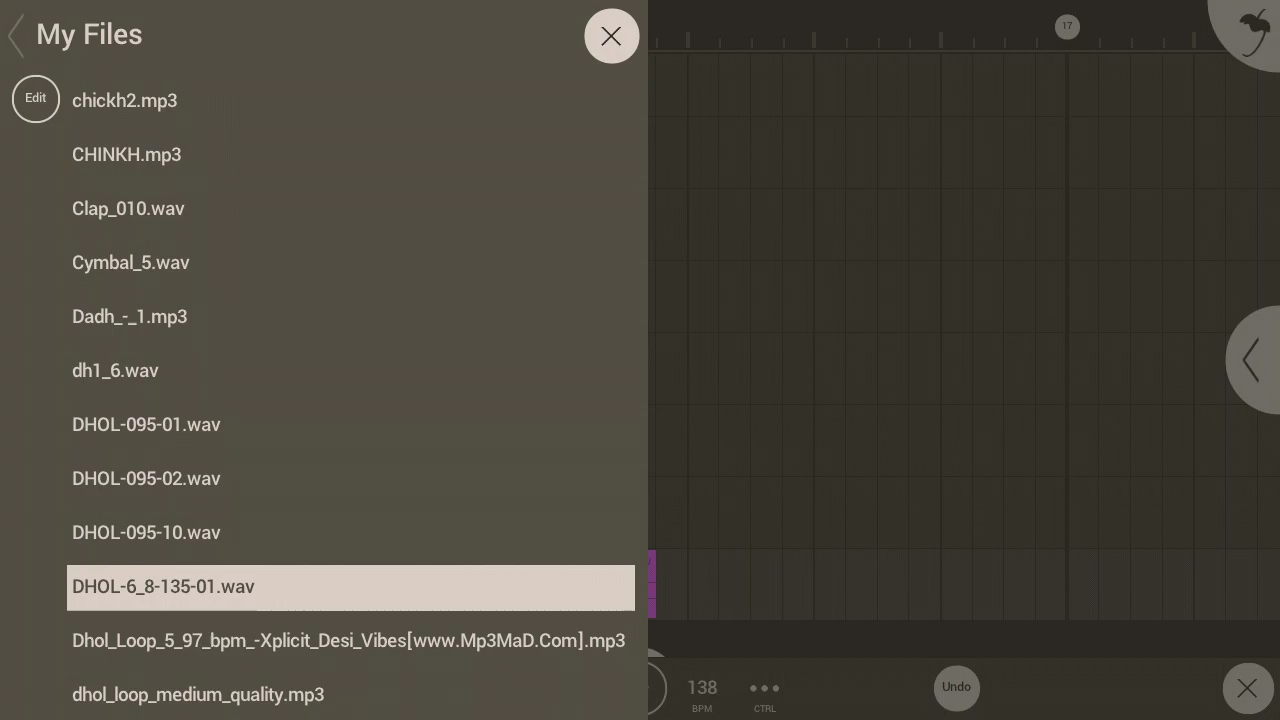 My Files
17
Edit
chickh2.mp3
CHINKH.mp3
Clap_010.wav
Cymbal_5.wav
Dadh_-_1.mp3
dh1_6.wav
DHOL-095-01.wav
DHOL-095-02.wav
DHOL-095-10.wav
DHOL-6_8-135-01.wav
Dhol_Loop_5_97_bpm_-Xplicit_Desi_Vibes[www.Mp3MaD.Com].mp3
dhol_loop_medium_quality.mp3
138
BPM
CTRL
Undo